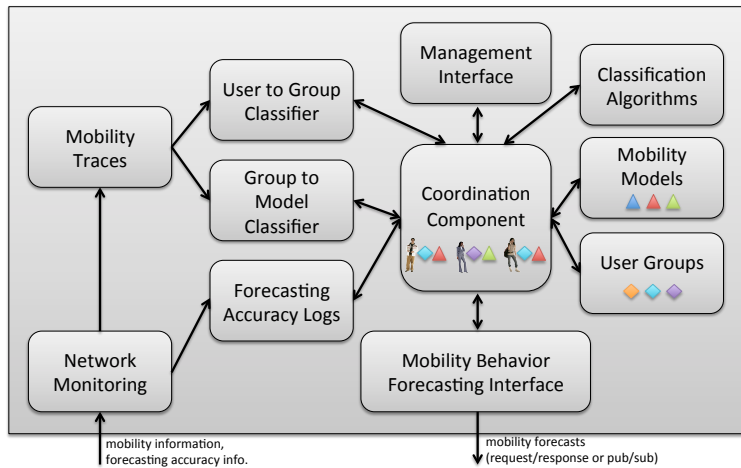 Management
Interface
User to Group
Classifier
Classification
Algorithms
Mobility
Traces
Group to
Model
Classifier
Coordination
Component
Mobility
Models
User Groups
Forecasting
Accuracy Logs
Network
Monitoring
Mobility Behavior
Forecasting Interface
mobility information,
forecasting accuracy info.
mobility forecasts
(request/response or pub/sub)